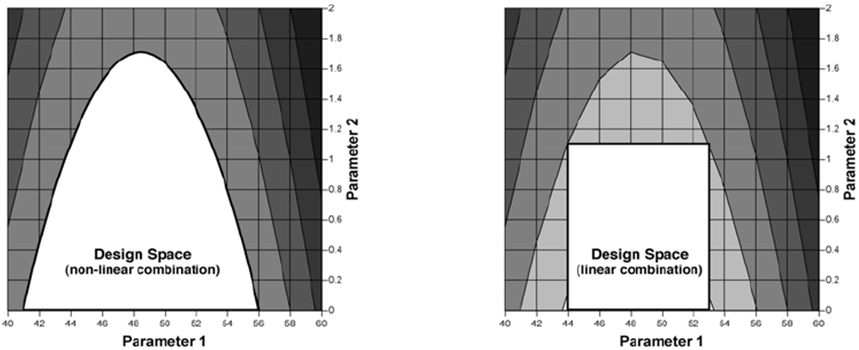 2
1.8
1.6
1.4
1.2
1
0.8
0.6
0.4
0.2
0
Parameter 2
Design Space
(non-linear combination)
40 42 44 46 48 50 52 54 56 58 60
Parameter 1
2
1.8
1.6
1.4
1.2
1
0.8
0.6
0.4
0.2
0
Parameter 2
Design Space
(linear combination)
40 42 44 46 48 50 52 54 56 58 60
Parameter 1